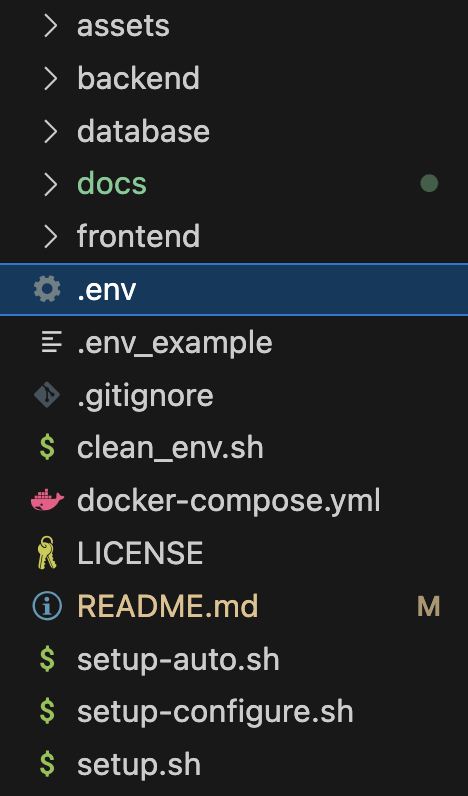 assets
backend
database
docs
frontend
.env
.env_example
.gitignore
$ clean_env.sh
docker-compose.yml
LICENSE
README.md M
$ setup-auto.sh
$ setup-configure.sh
$ setup.sh